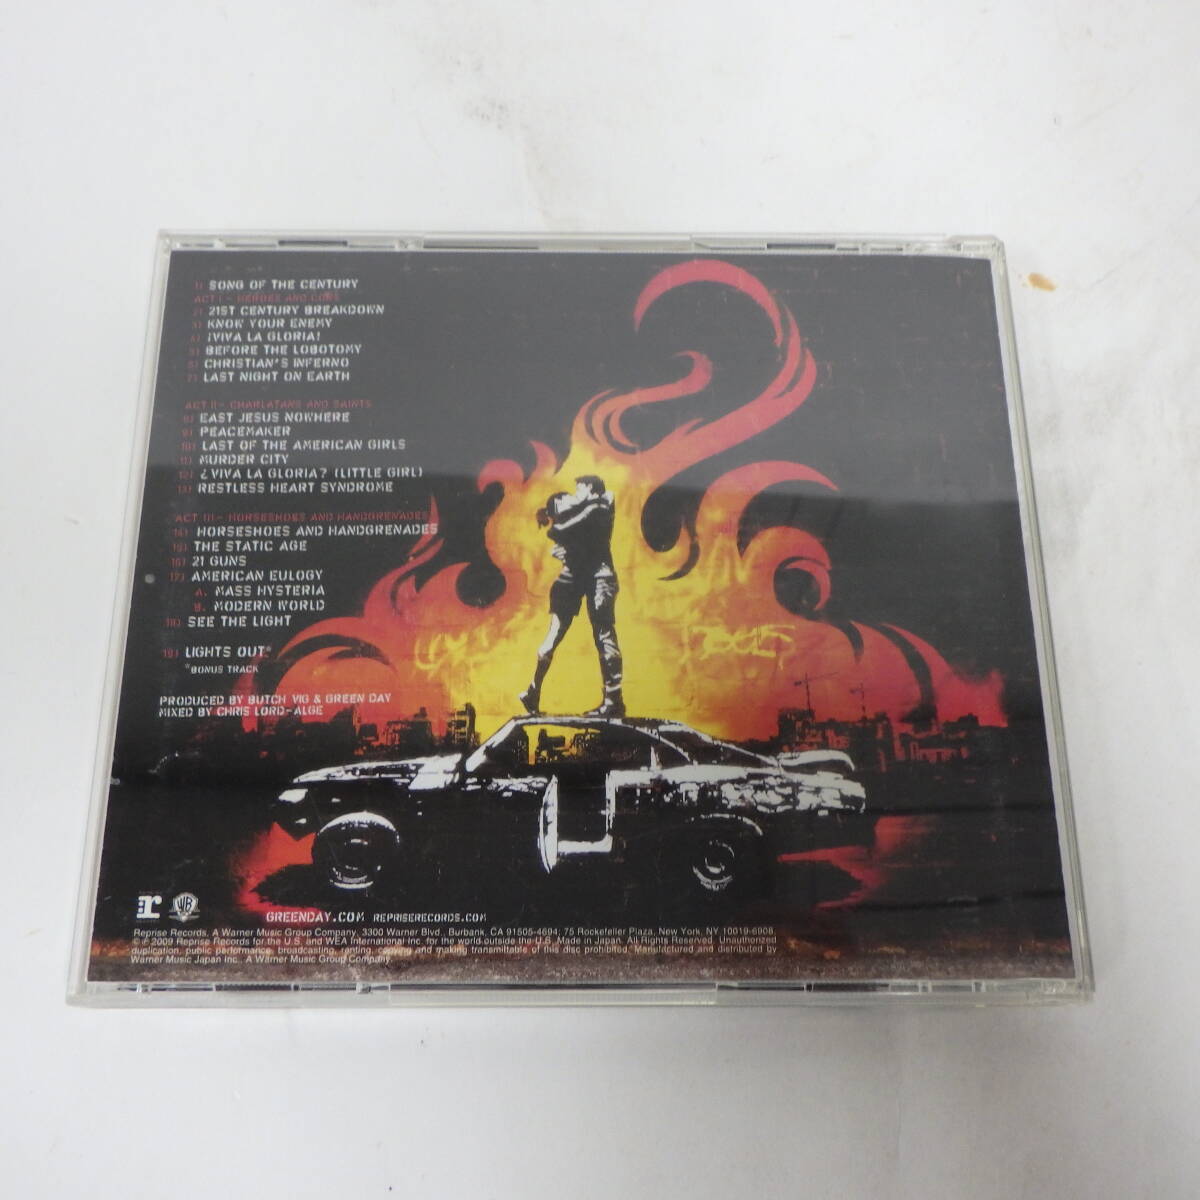 1) SONG OF THE CENTURY
ACT I - HEROES AND CONS
2) 21ST CENTURY BREAKDOWN
3) KNOW YOUR ENEMY
4) ¡VIVA LA GLORIA!
5) BEFORE THE LOBOTOMY
6) CHRISTIAN'S INFERNO
7) LAST NIGHT ON EARTH
ACT II - CHARLATANS AND SAINTS
8) EAST JESUS NOWHERE
9) PEACEMAKER
10) LAST OF THE AMERICAN GIRLS
11) MURDER CITY
12) ¿VIVA LA GLORIA? (LITTLE GIRL)
13) RESTLESS HEART SYNDROME
ACT III - HORSESHOES AND HANDGRENADES
14) HORSESHOES AND HANDGRENADES
15) THE STATIC AGE
16) 21 GUNS
17) AMERICAN EULOGY
A. MASS HYSTERIA
B. MODERN WORLD
18) SEE THE LIGHT
19) LIGHTS OUT*
*BONUS TRACK
PRODUCED BY BUTCH VIG & GREEN DAY
MIXED BY CHRIS LORD-ALGE
r WB
GREENDAY.COM REPRISERECORDS.COM
Reprise Records, A Warner Music Group Company, 3300 Warner Blvd., Burbank, CA 91505-4694; 75 Rockefeller Plaza, New York, NY 10019-6908.
© ℗ 2009 Reprise Records for the U.S. and WEA International Inc. for the world outside the U.S. Made in Japan. All Rights Reserved. Unauthorized
duplication, public performance, broadcasting, renting, copying and making transmittable of this disc prohibited. Manufactured and distributed by
Warner Music Japan Inc., A Warner Music Group Company.